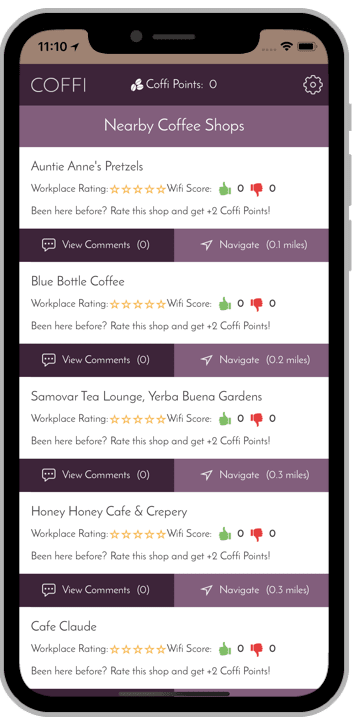 11:10
COFFI
Coffi Points: 0
Nearby Coffee Shops
Auntie Anne's Pretzels
Workplace Rating: Wifi Score: 0 0
Been here before? Rate this shop and get +2 Coffi Points!
View Comments (0) Navigate (0.1 miles)
Blue Bottle Coffee
Workplace Rating: Wifi Score: 0 0
Been here before? Rate this shop and get +2 Coffi Points!
View Comments (0) Navigate (0.2 miles)
Samovar Tea Lounge, Yerba Buena Gardens
Workplace Rating: Wifi Score: 0 0
Been here before? Rate this shop and get +2 Coffi Points!
View Comments (0) Navigate (0.3 miles)
Honey Honey Cafe & Crepery
Workplace Rating: Wifi Score: 0 0
Been here before? Rate this shop and get +2 Coffi Points!
View Comments (0) Navigate (0.3 miles)
Cafe Claude
Workplace Rating: Wifi Score: 0 0
Been here before? Rate this shop and get +2 Coffi Points!